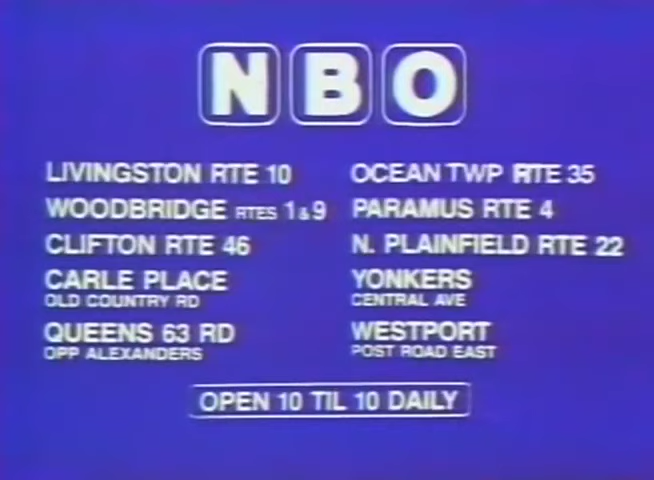 NBO
LIVINGSTON RTE 10
WOODBRIDGE RTES 1&9
CLIFTON RTE 46
CARLE PLACE
OLD COUNTRY RD
QUEENS 63 RD
OPP ALEXANDERS
OCEAN TWP RTE 35
PARAMUS RTE 4
N. PLAINFIELD RTE 22
YONKERS
CENTRAL AVE
WESTPORT
POST ROAD EAST
OPEN 10 TIL 10 DAILY